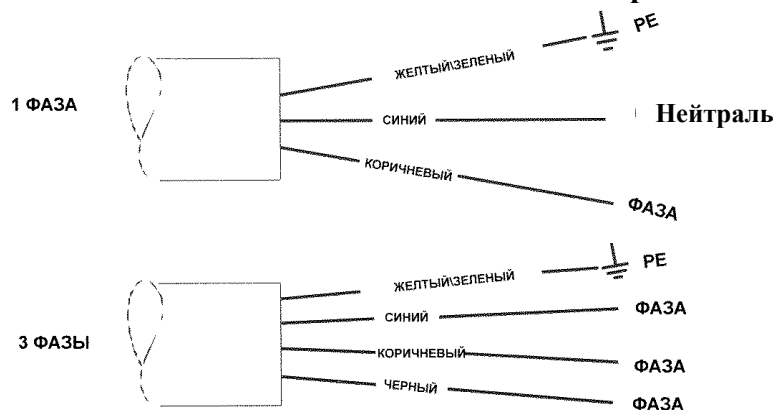 PE
ЖЕЛТЫЙ\ЗЕЛЕНЫЙ
1 ФАЗА
СИНИЙ
Нейтраль
КОРИЧНЕВЫЙ
ФАЗА
ЖЕЛТЫЙ\ЗЕЛЕНЫЙ
PE
СИНИЙ
ФАЗА
3 ФАЗЫ
КОРИЧНЕВЫЙ
ФАЗА
ЧЕРНЫЙ
ФАЗА